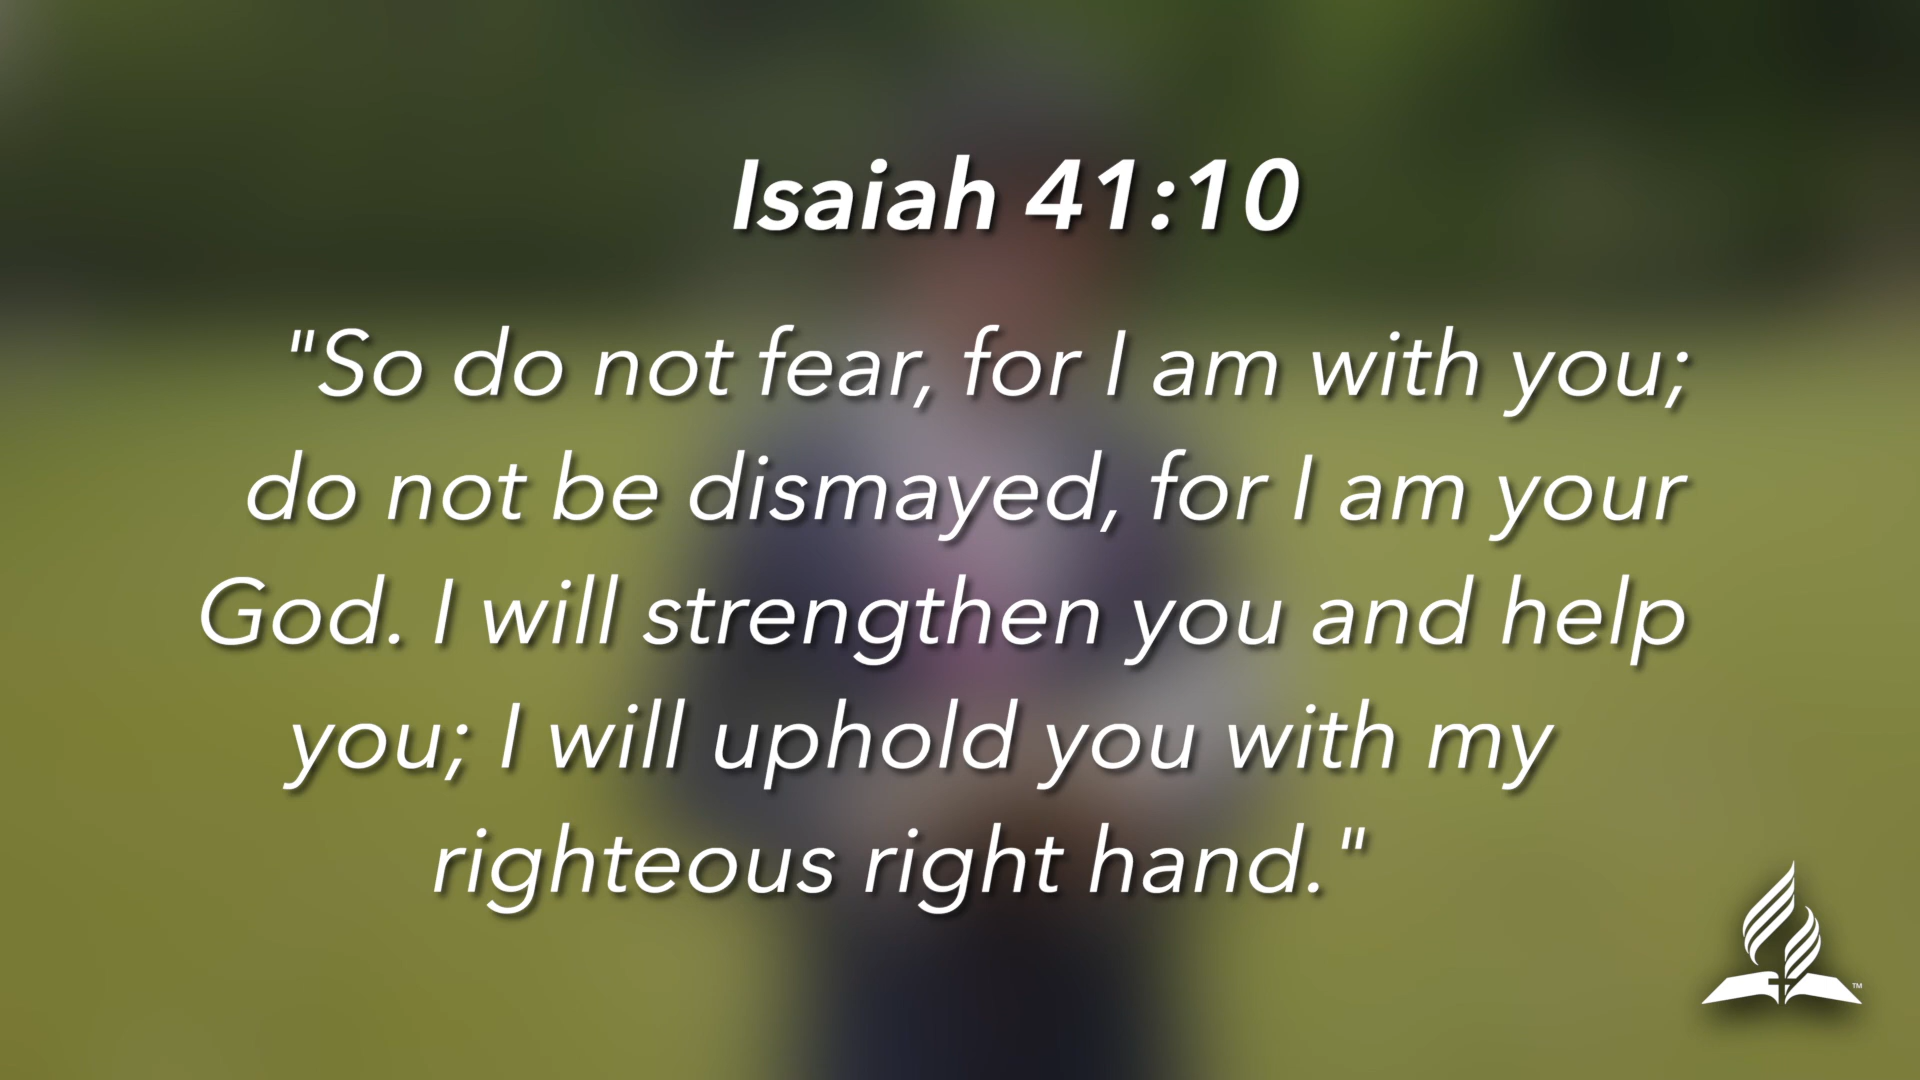 Isaiah 41:10
"So do not fear, for I am with you;
do not be dismayed, for I am your
God. I will strengthen you and help
you; I will uphold you with my
righteous right hand."
TM